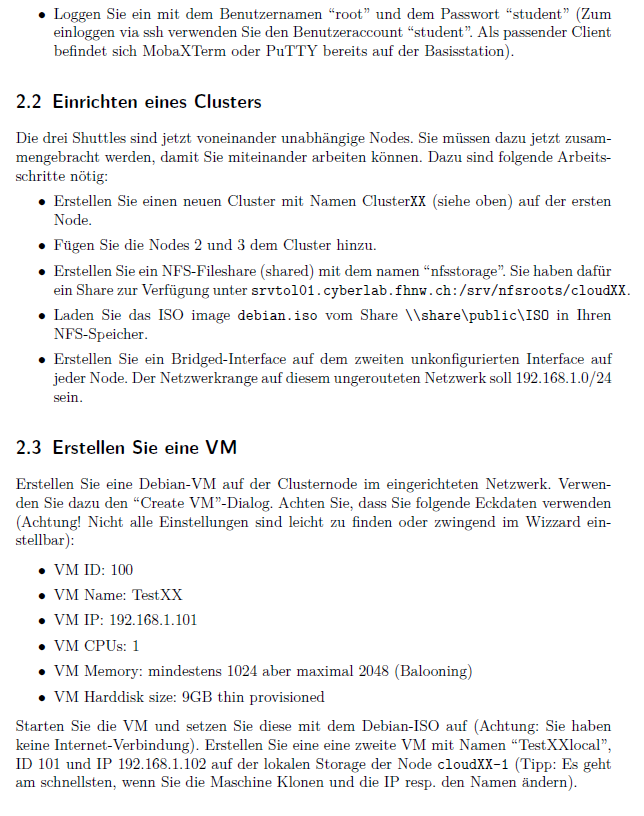 • Loggen Sie ein mit dem Benutzernamen “root” und dem Passwort “student” (Zum
einloggen via ssh verwenden Sie den Benutzeraccount “student”. Als passender Client
befindet sich MobaXTerm oder PuTTY bereits auf der Basisstation).
2.2 Einrichten eines Clusters
Die drei Shuttles sind jetzt voneinander unabhängige Nodes. Sie müssen dazu jetzt zusam-
mengebracht werden, damit Sie miteinander arbeiten können. Dazu sind folgende Arbeits-
schritte nötig:
• Erstellen Sie einen neuen Cluster mit Namen ClusterXX (siehe oben) auf der ersten
Node.
• Fügen Sie die Nodes 2 und 3 dem Cluster hinzu.
• Erstellen Sie ein NFS-Fileshare (shared) mit dem namen “nfsstorage”. Sie haben dafür
ein Share zur Verfügung unter srvtol01.cyberlab.fhnw.ch:/srv/nfsroots/cloudXX.
• Laden Sie das ISO image debian.iso vom Share \\share\public\ISO in Ihren
NFS-Speicher.
• Erstellen Sie ein Bridged-Interface auf dem zweiten unkonfigurierten Interface auf
jeder Node. Der Netzwerkrange auf diesem ungerouteten Netzwerk soll 192.168.1.0/24
sein.
2.3 Erstellen Sie eine VM
Erstellen Sie eine Debian-VM auf der Clusternode im eingerichteten Netzwerk. Verwen-
den Sie dazu den “Create VM”-Dialog. Achten Sie, dass Sie folgende Eckdaten verwenden
(Achtung! Nicht alle Einstellungen sind leicht zu finden oder zwingend im Wizzard ein-
stellbar):
• VM ID: 100
• VM Name: TestXX
• VM IP: 192.168.1.101
• VM CPUs: 1
• VM Memory: mindestens 1024 aber maximal 2048 (Balooning)
• VM Harddisk size: 9GB thin provisioned
Starten Sie die VM und setzen Sie diese mit dem Debian-ISO auf (Achtung: Sie haben
keine Internet-Verbindung). Erstellen Sie eine eine zweite VM mit Namen “TestXXlocal”,
ID 101 und IP 192.168.1.102 auf der lokalen Storage der Node cloudXX-1 (Tipp: Es geht
am schnellsten, wenn Sie die Maschine Klonen und die IP resp. den Namen ändern).